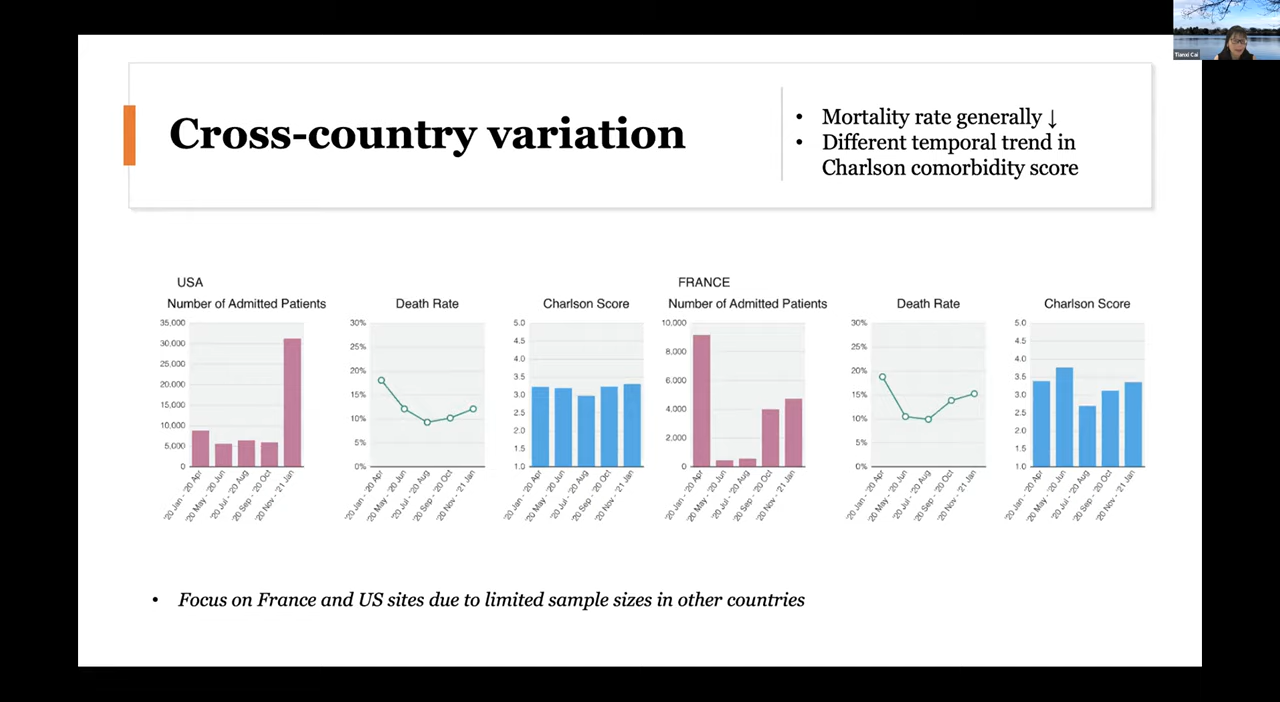 Tianxi Cai
Cross-country variation
• Mortality rate generally ↓
• Different temporal trend in
Charlson comorbidity score
USA
Number of Admitted Patients
35,000
30,000
25,000
20,000
15,000
10,000
5,000
0
'20 Jan - '20 Apr
'20 May - '20 Jun
'20 Jul - '20 Aug
'20 Sep - '20 Oct
'20 Nov - '21 Jan
Death Rate
30%
25%
20%
15%
10%
5%
0%
'20 Jan - '20 Apr
'20 May - '20 Jun
'20 Jul - '20 Aug
'20 Sep - '20 Oct
'20 Nov - '21 Jan
Charlson Score
5.0
4.5
4.0
3.5
3.0
2.5
2.0
1.5
1.0
'20 Jan - '20 Apr
'20 May - '20 Jun
'20 Jul - '20 Aug
'20 Sep - '20 Oct
'20 Nov - '21 Jan
FRANCE
Number of Admitted Patients
10,000
8,000
6,000
4,000
2,000
0
'20 Jan - '20 Apr
'20 May - '20 Jun
'20 Jul - '20 Aug
'20 Sep - '20 Oct
'20 Nov - '21 Jan
Death Rate
30%
25%
20%
15%
10%
5%
0%
'20 Jan - '20 Apr
'20 May - '20 Jun
'20 Jul - '20 Aug
'20 Sep - '20 Oct
'20 Nov - '21 Jan
Charlson Score
5.0
4.5
4.0
3.5
3.0
2.5
2.0
1.5
1.0
'20 Jan - '20 Apr
'20 May - '20 Jun
'20 Jul - '20 Aug
'20 Sep - '20 Oct
'20 Nov - '21 Jan
• Focus on France and US sites due to limited sample sizes in other countries